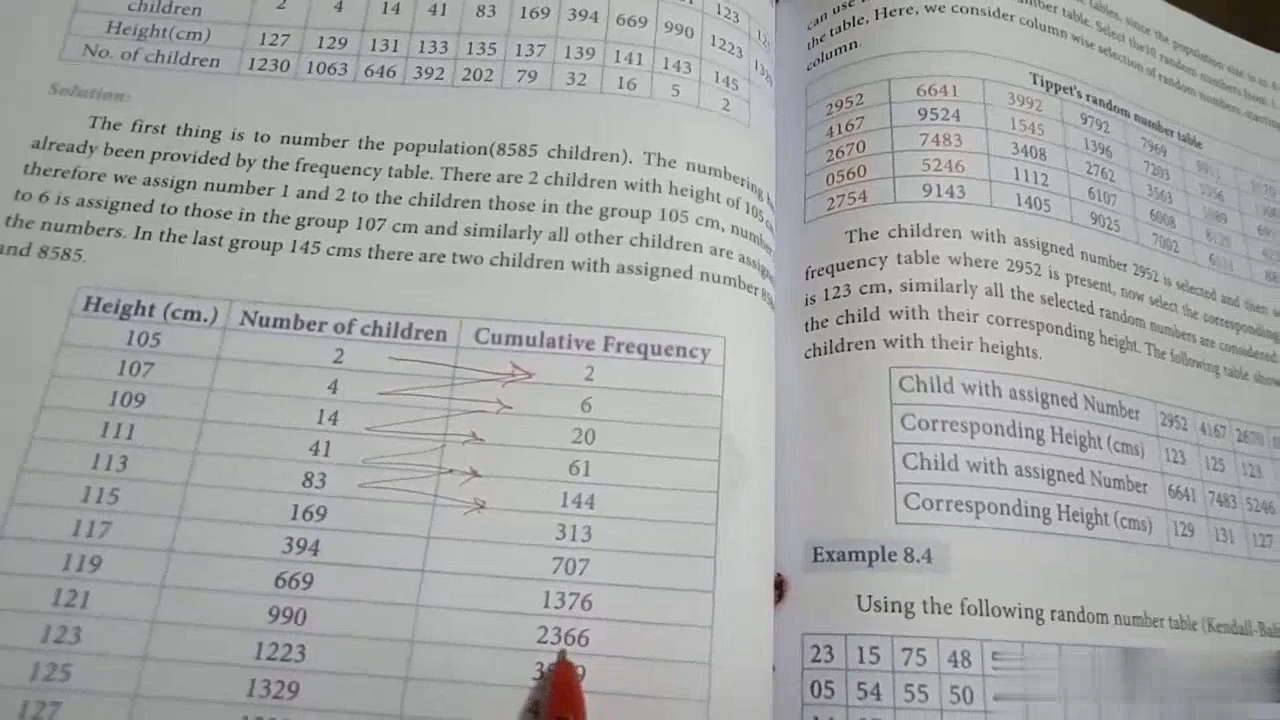 children 2 4 14 41 83 169 394 669 990 1223
Height(cm) 127 129 131 133 135 137 139 141 143 145
No. of children 1230 1063 646 392 202 79 32 16 5 2
Solution:
The first thing is to number the population(8585 children). The numbering
already been provided by the frequency table. There are 2 children with height of 105
therefore we assign number 1 and 2 to the children those in the group 105 cm, number
to 6 is assigned to those in the group 107 cm and similarly all other children are
the numbers. In the last group 145 cms there are two children with assigned number
and 8585.
Height (cm.) Number of children Cumulative Frequency
105 2 2
107 4 6
109 14 20
111 41 61
113 83 144
115 169 313
117 394 707
119 669 1376
121 990 2366
123 1223
125 1329
127
can use
the table. Here, we consider column wise selection of random numbers,
column.
Tippet's random number table
2952 6641 3992 9792 7969
4167 9524 1545 1396 7203
2670 7483 3408 2762 3563
0560 5246 1112 6107 6008
2754 9143 1405 9025 7002
The children with assigned number 2952 is selected and then
frequency table where 2952 is present, now select the corresponding
is 123 cm, similarly all the selected random numbers are considered
the child with their corresponding height. The following table
children with their heights.
Child with assigned Number 2952 4167
Corresponding Height (cms) 123 125 123
Child with assigned Number 6641 7483 5246
Corresponding Height (cms) 129 131 127
Example 8.4
Using the following random number table
23 15 75 48
05 54 55 50